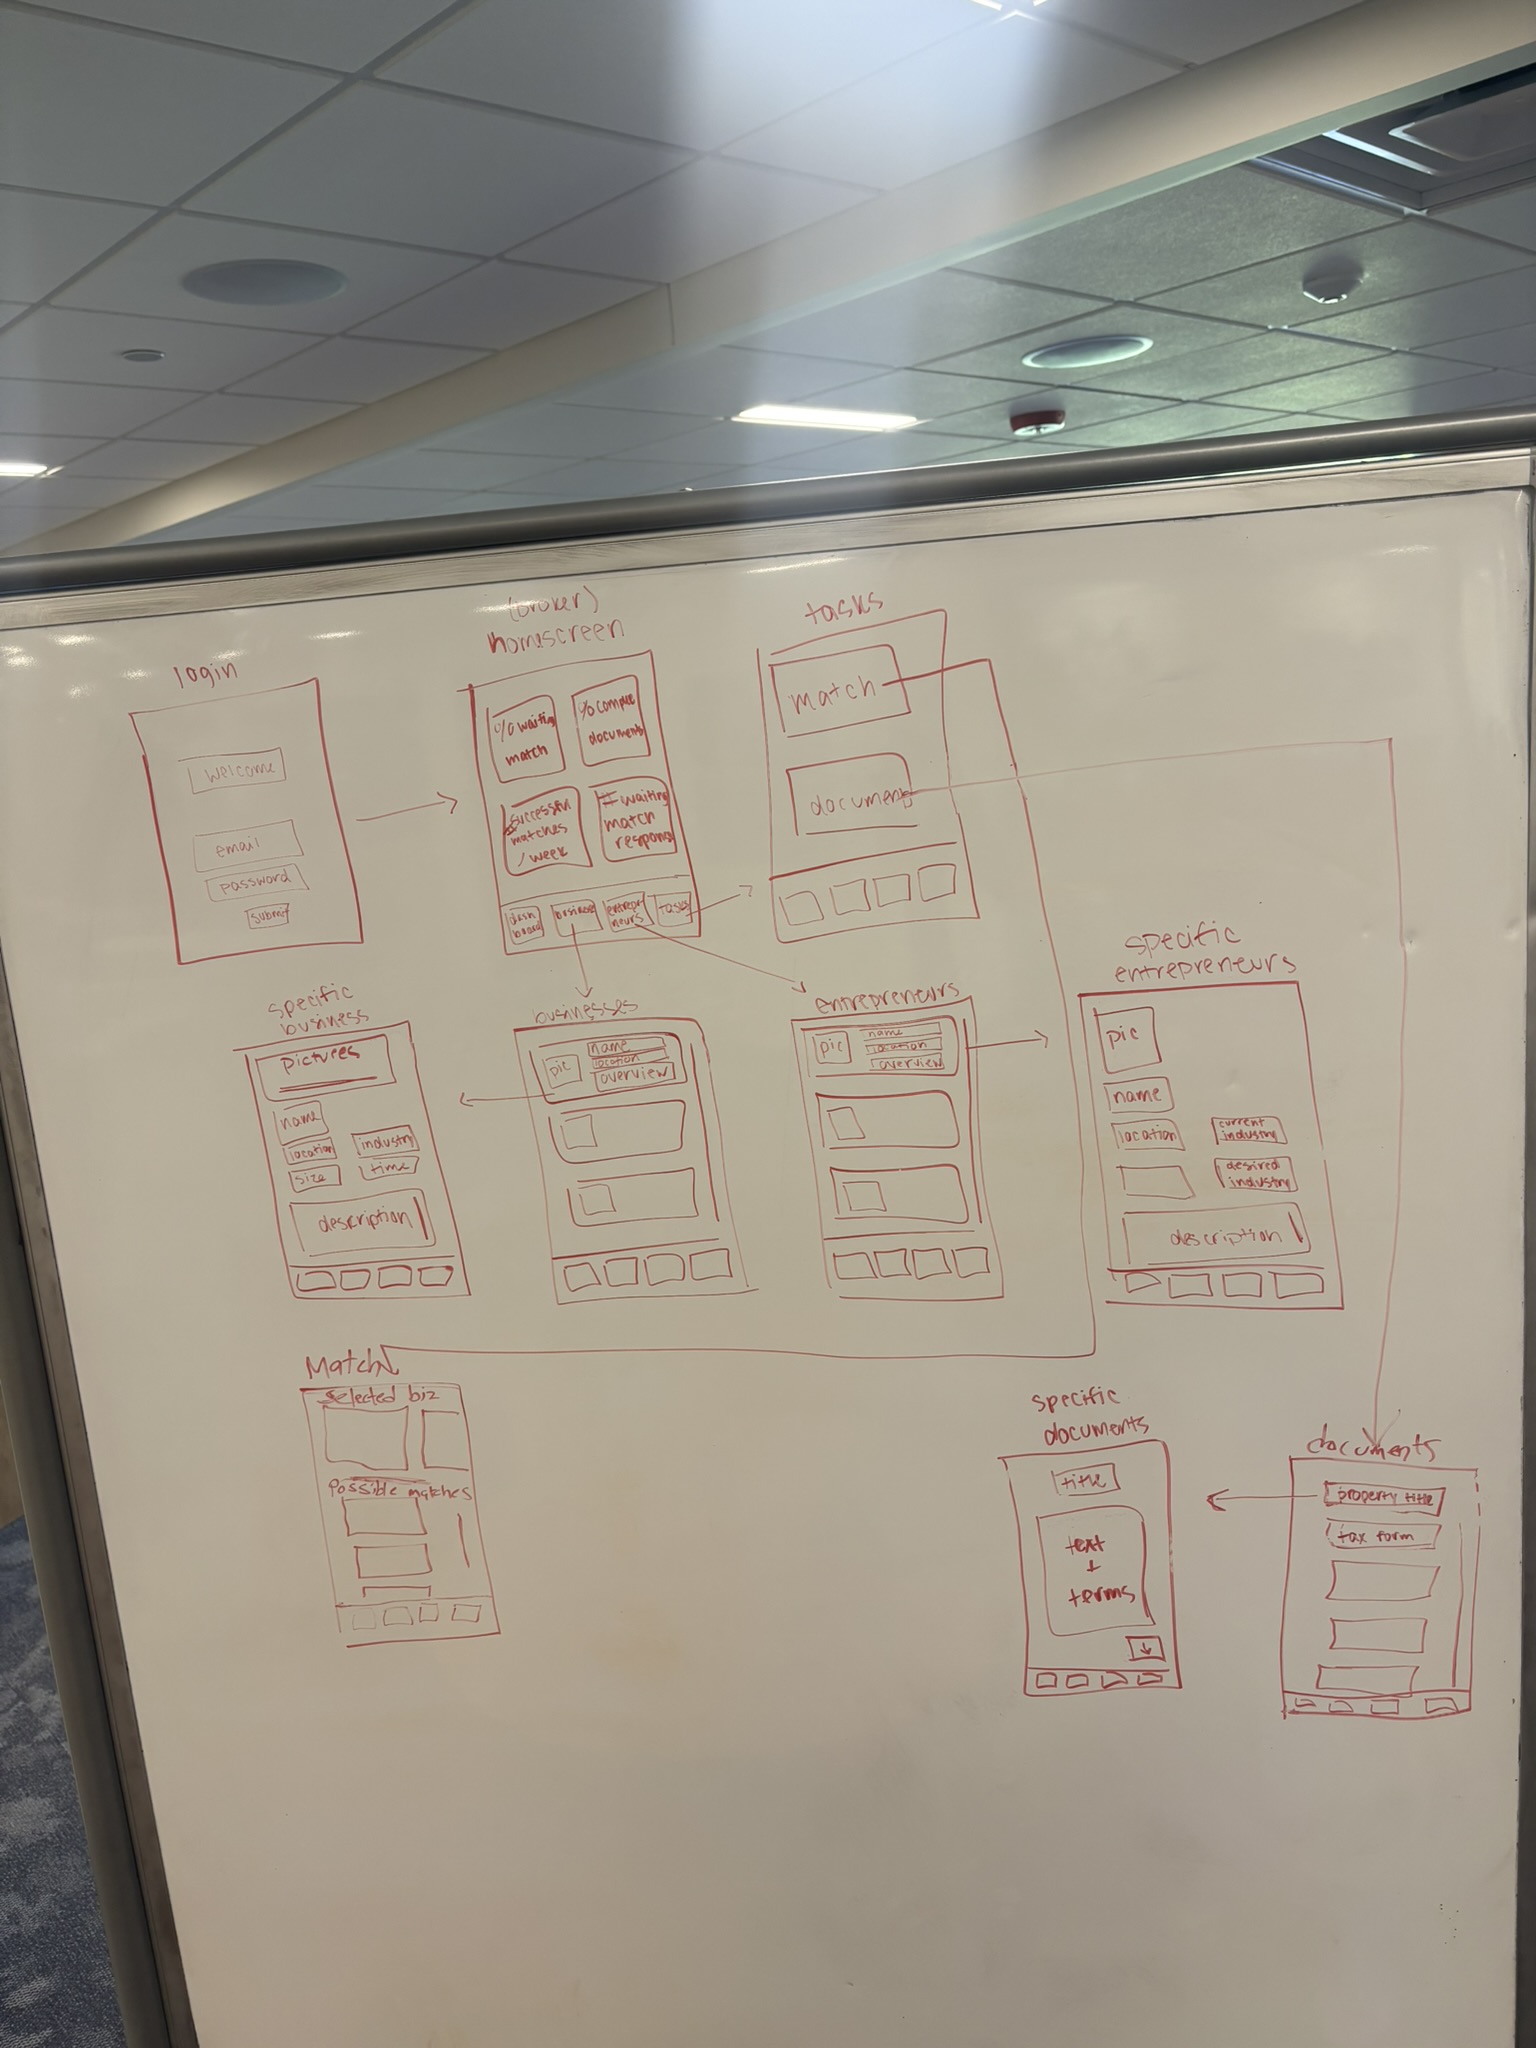 login
welcome
email
password
submit
(broker)
homescreen
% waiting
match
documents
successful
matches
/week
# waiting
match
response
dash
board
business
entrepre
neurs
tasks
tasks
match
document
specific
business
pictures
name
location
size
industry
time
description
businesses
pic
name
location
overview
entrepreneurs
pic
name
location
overview
specific
entrepreneurs
pic
name
location
current
industry
desired
industry
description
Match
selected biz
Possible matches
specific
documents
title
text
+
terms
documents
property title
tax form